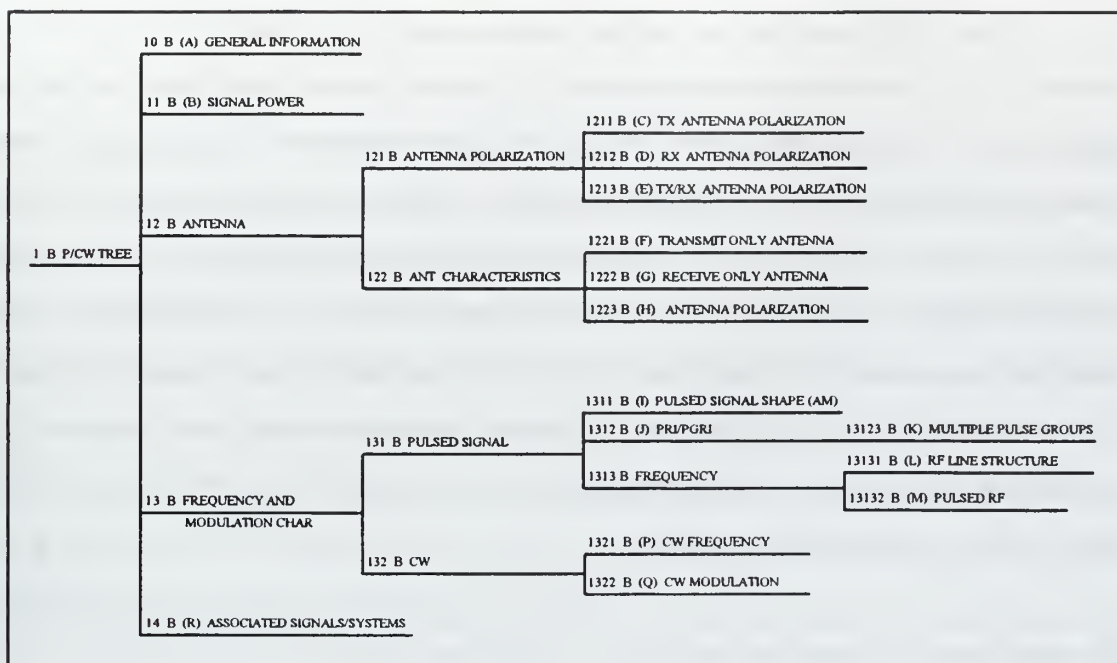 10 B (A) GENERAL INFORMATION
11 B (B) SIGNAL POWER
1211 B (C) TX ANTENNA POLARIZATION
121 B ANTENNA POLARIZATION
1212 B (D) RX ANTENNA POLARIZATION
1213 B (E) TX/RX ANTENNA POLARIZATION
12 B ANTENNA
1 B P/CW TREE
1221 B (F) TRANSMIT ONLY ANTENNA
122 B ANT CHARACTERISTICS
1222 B (G) RECEIVE ONLY ANTENNA
1223 B (H) ANTENNA POLARIZATION
1311 B (I) PULSED SIGNAL SHAPE (AM)
131 B PULSED SIGNAL
1312 B (J) PRI/PGRI
13123 B (K) MULTIPLE PULSE GROUPS
1313 B FREQUENCY
13131 B (L) RF LINE STRUCTURE
13132 B (M) PULSED RF
13 B FREQUENCY AND
MODULATION CHAR
1321 B (P) CW FREQUENCY
132 B CW
1322 B (Q) CW MODULATION
14 B (R) ASSOCIATED SIGNALS/SYSTEMS